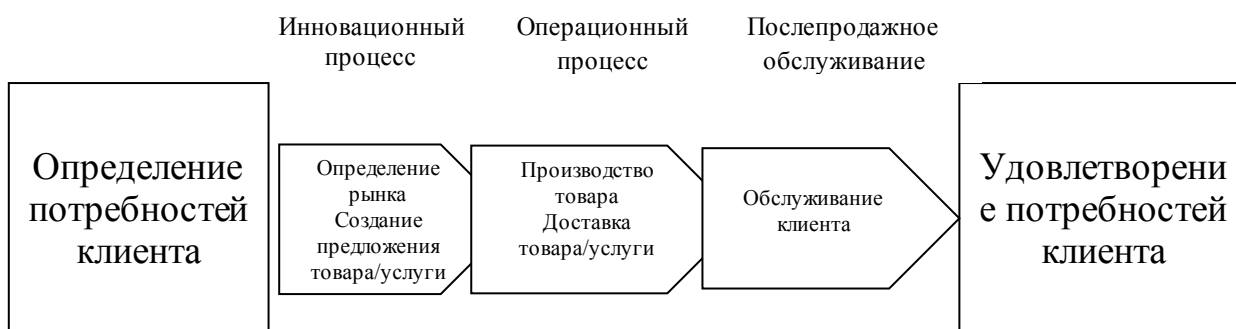 Инновационный
процесс
Операционный
процесс
Послепродажное
обслуживание
Определение
потребностей
клиента
Определение
рынка
Создание
предложения
товара/услуги
Производство
товара
Доставка
товара/услуги
Обслуживание
клиента
Удовлетворени
е потребностей
клиента